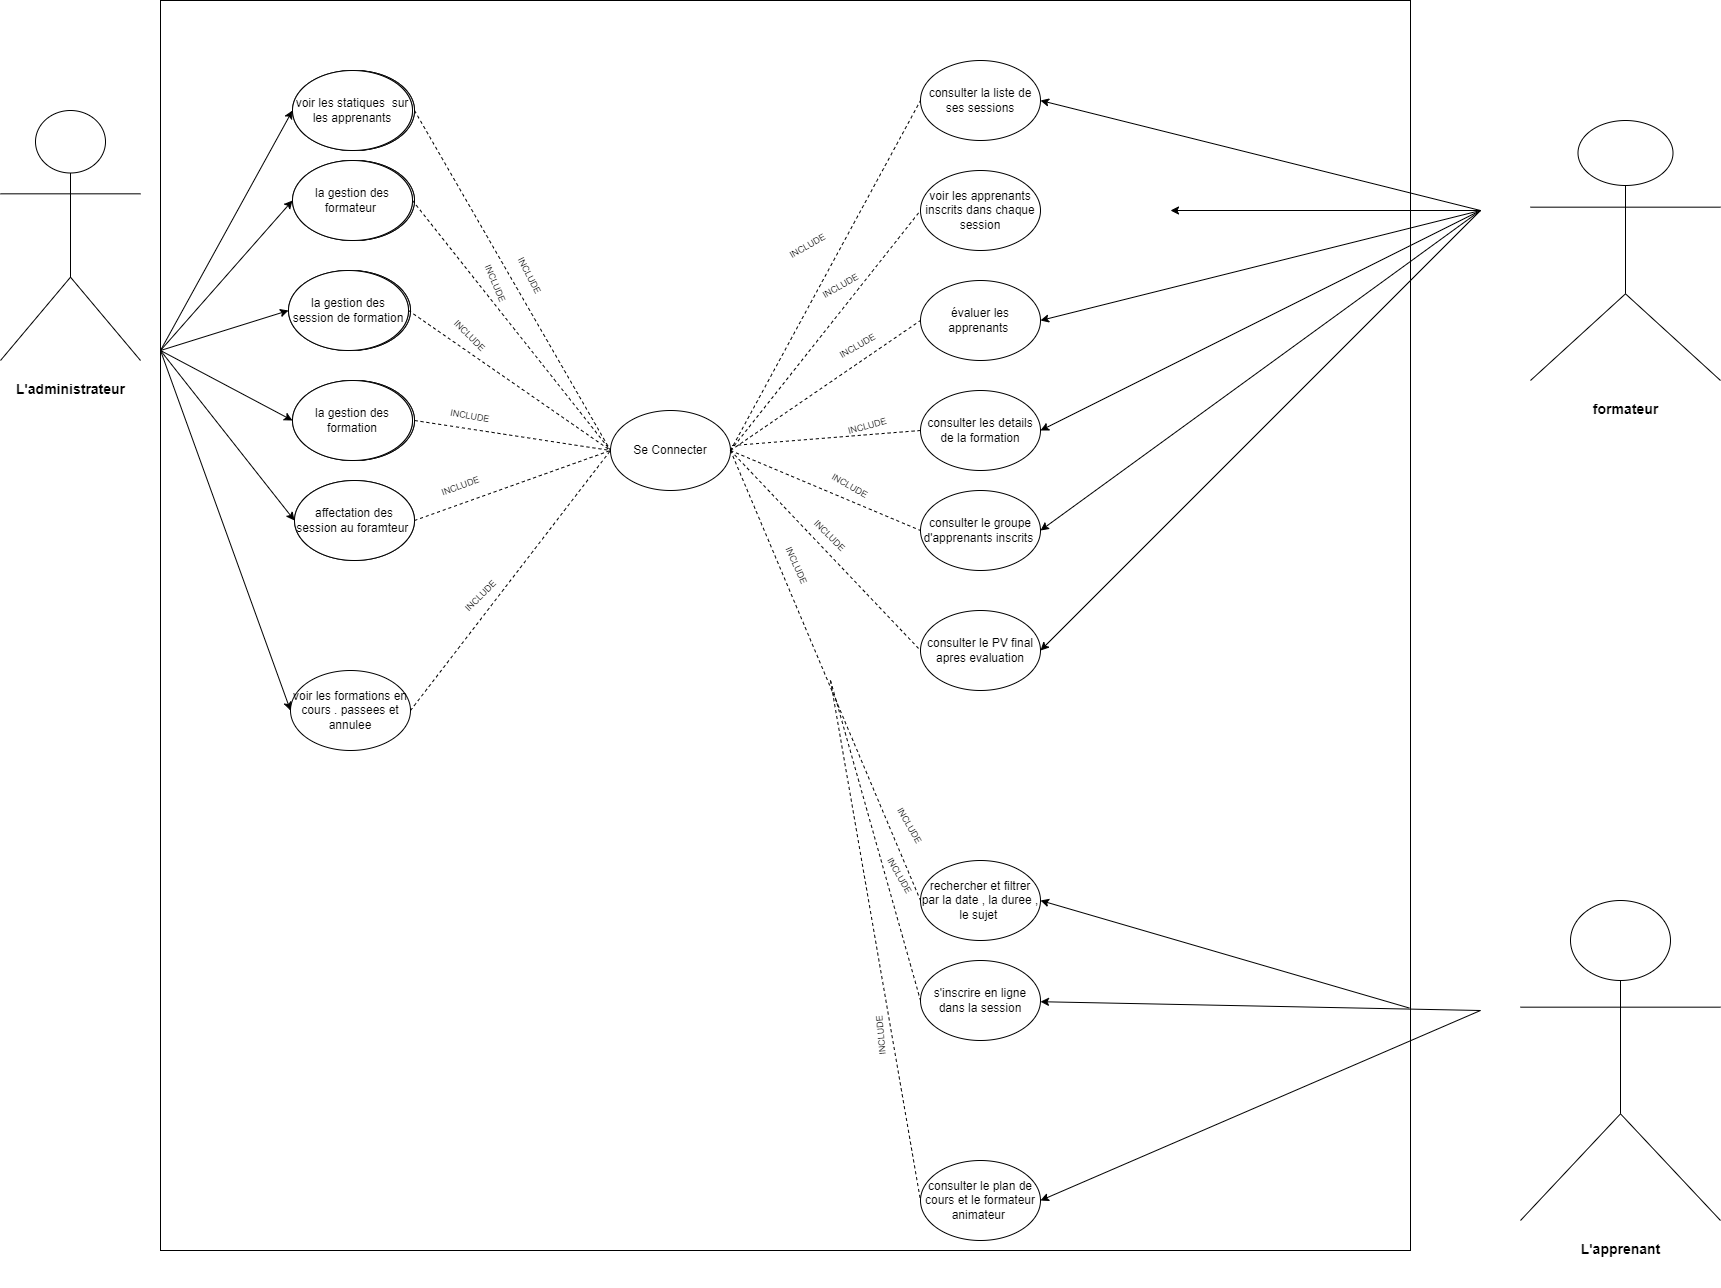 voir les statiques sur
les apprenants
la gestion des
formateur
la gestion des
session de formation
la gestion des
formation
affectation des
session au foramteur
voir les formations en
cours . passees et
annulee
L'administrateur
INCLUDE
INCLUDE
INCLUDE
INCLUDE
INCLUDE
INCLUDE
Se Connecter
INCLUDE
INCLUDE
INCLUDE
INCLUDE
INCLUDE
INCLUDE
INCLUDE
consulter la liste de
ses sessions
voir les apprenants
inscrits dans chaque
session
évaluer les
apprenants
consulter les details
de la formation
consulter le groupe
d'apprenants inscrits
consulter le PV final
apres evaluation
formateur
INCLUDE
INCLUDE
INCLUDE
rechercher et filtrer
par la date , la duree ,
le sujet
s'inscrire en ligne
dans la session
consulter le plan de
cours et le formateur
animateur
L'apprenant